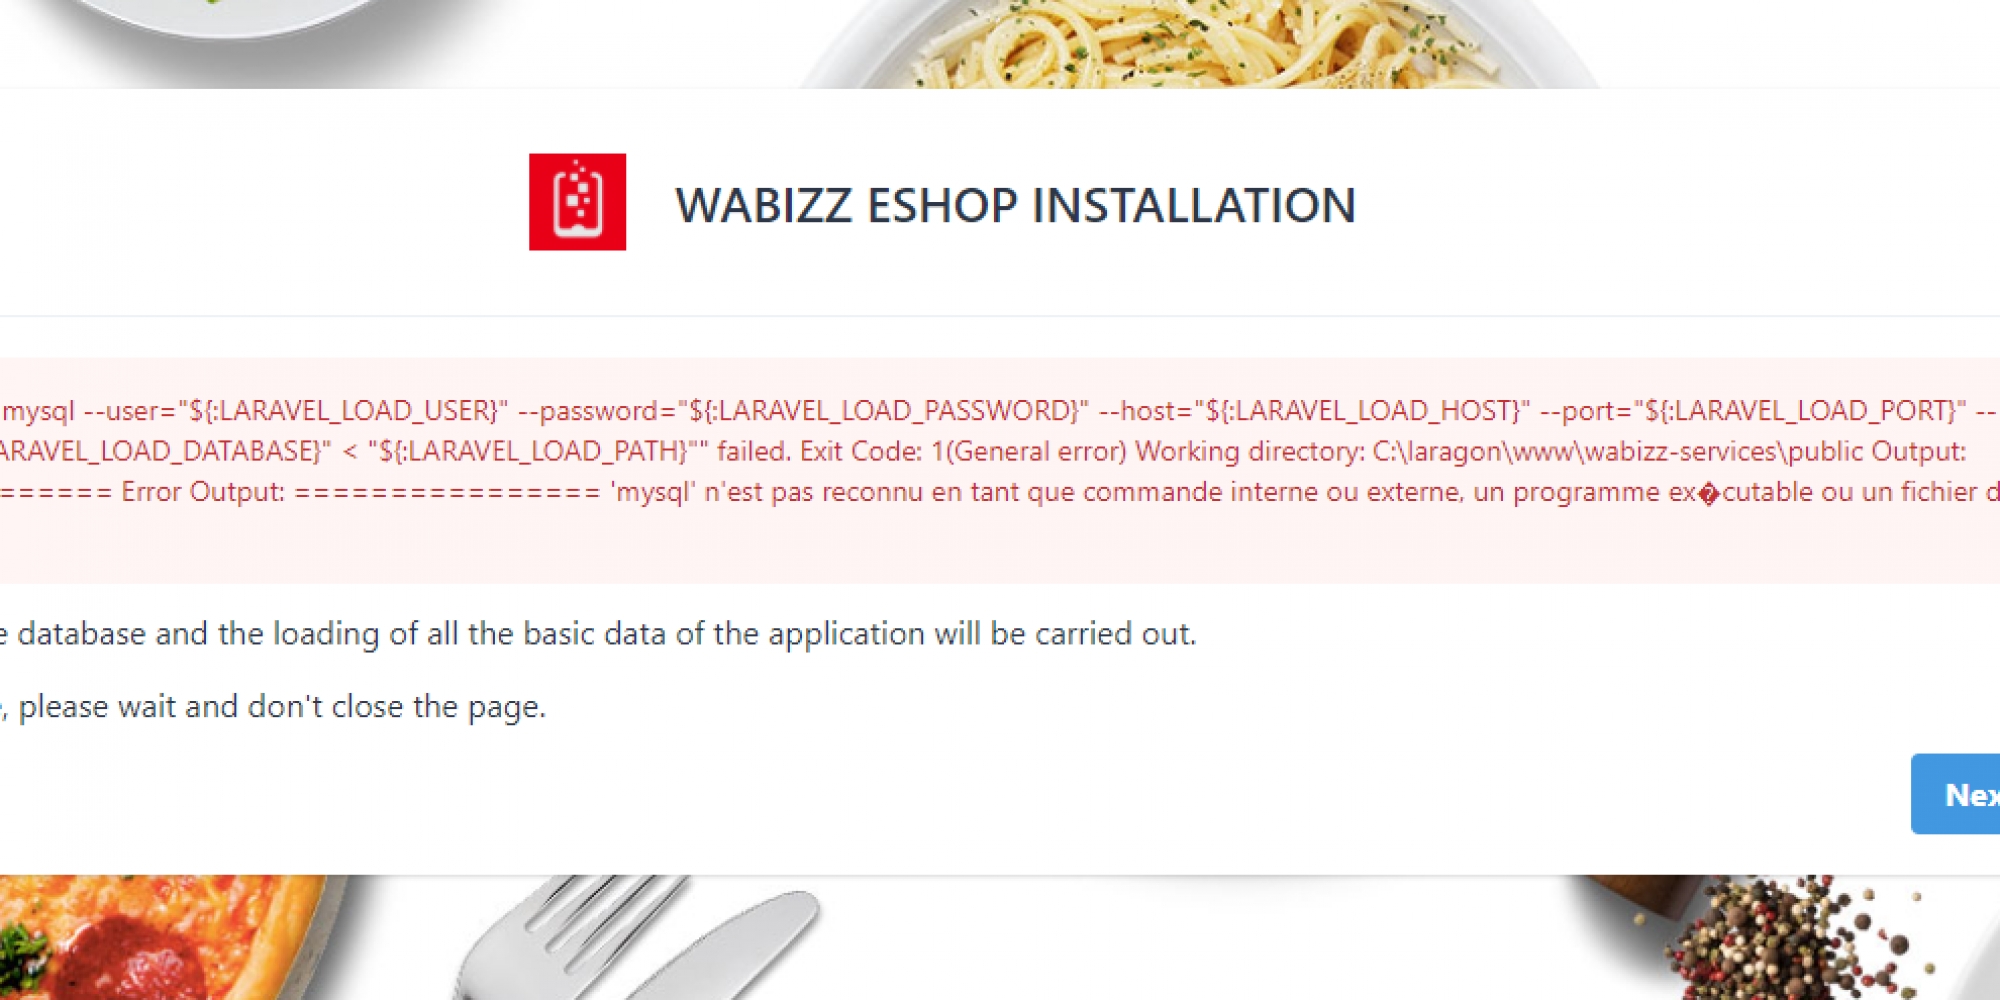 WABIZZ ESHOP INSTALLATION
mysql --user="${:LARAVEL_LOAD_USER}" --password="${:LARAVEL_LOAD_PASSWORD}" --host="${:LARAVEL_LOAD_HOST}" --port="${:LARAVEL_LOAD_PORT}" --
ARAVEL_LOAD_DATABASE}" < "${:LARAVEL_LOAD_PATH}"" failed. Exit Code: 1(General error) Working directory: C:\laragon\www\wabizz-services\public Output:
====== Error Output: ================ 'mysql' n'est pas reconnu en tant que commande interne ou externe, un programme ex�cutable ou un fichier d
e database and the loading of all the basic data of the application will be carried out.
, please wait and don't close the page.
Nex